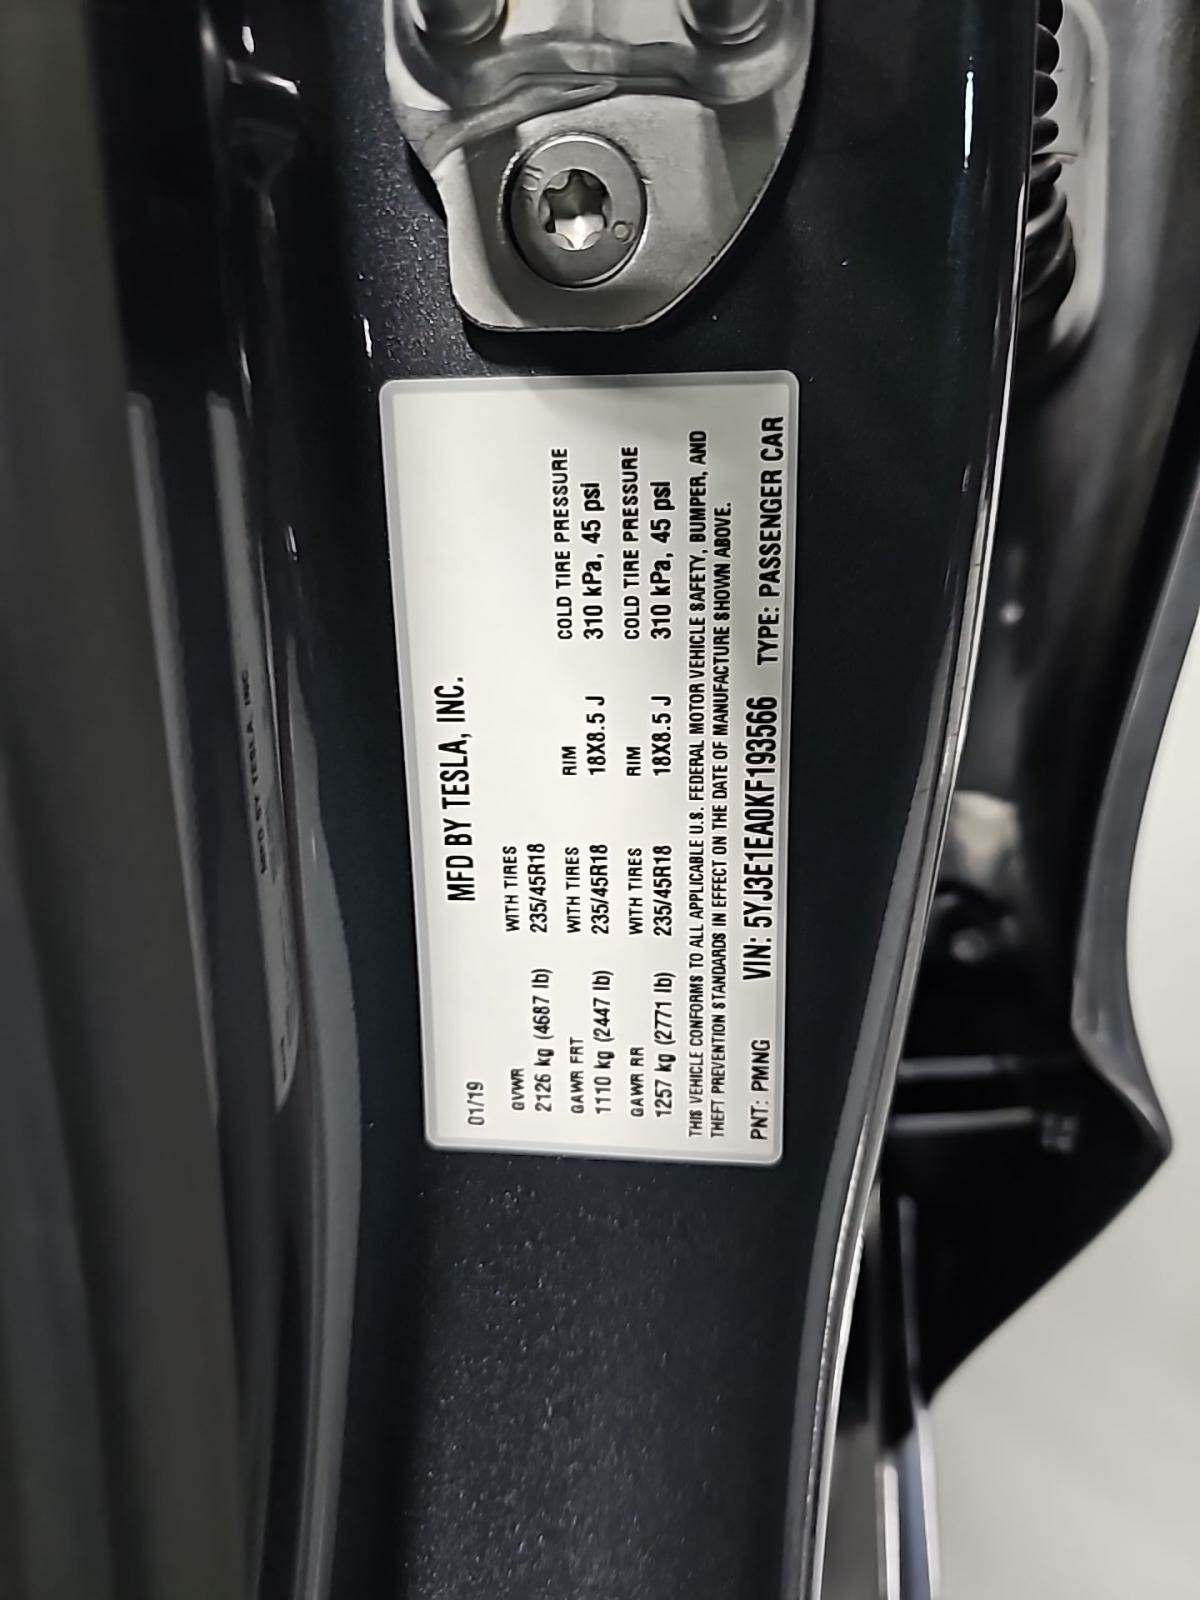 MFD BY TESLA, INC.
01/19
GVWR WITH TIRES
2126 kg (4687 lb) 235/45R18
GAWR FRT WITH TIRES RIM COLD TIRE PRESSURE
1110 kg (2447 lb) 235/45R18 18X8.5 J 310 kPa, 45 psi
GAWR RR WITH TIRES RIM COLD TIRE PRESSURE
1257 kg (2771 lb) 235/45R18 18X8.5 J 310 kPa, 45 psi
THIS VEHICLE CONFORMS TO ALL APPLICABLE U.S. FEDERAL MOTOR VEHICLE SAFETY, BUMPER, AND
THEFT PREVENTION STANDARDS IN EFFECT ON THE DATE OF MANUFACTURE SHOWN ABOVE.
PNT: PMNG VIN: 5YJ3E1EA0KF193566 TYPE: PASSENGER CAR